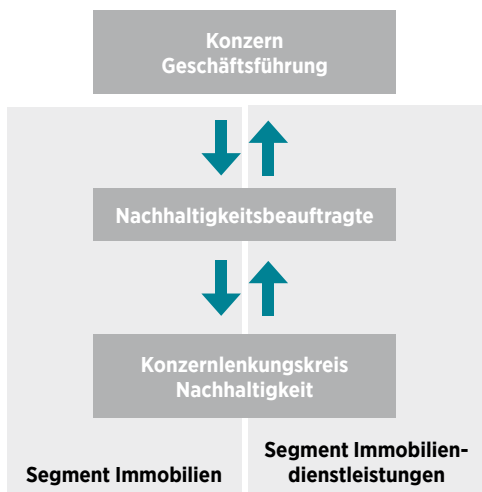 Konzern
Geschäftsführung
Nachhaltigkeitsbeauftragte
Konzernlenkungskreis
Nachhaltigkeit
Segment Immobilien
Segment Immobilien-
dienstleistungen